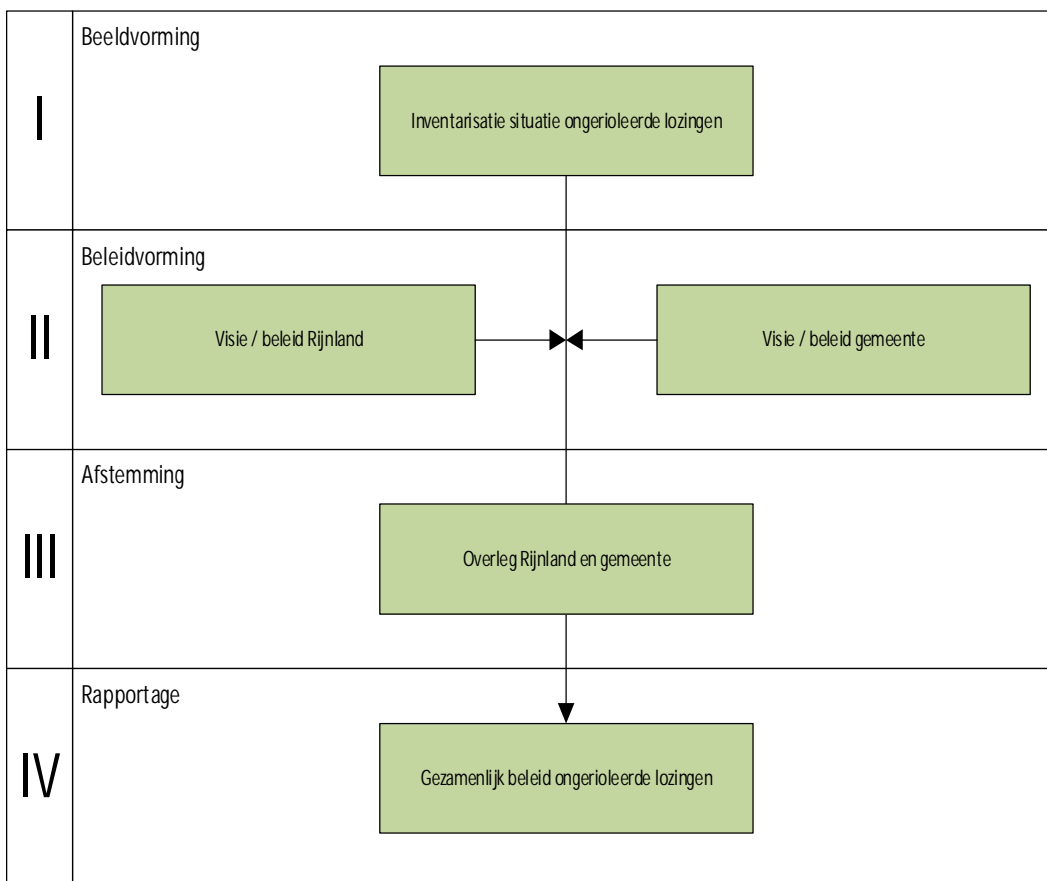 I
Beeldvorming
Inventarisatie situatie ongerioleerde lozingen
II
Beleidvorming
Visie / beleid Rijnland
Visie / beleid gemeente
III
Afstemming
Overleg Rijnland en gemeente
IV
Rapportage
Gezamenlijk beleid ongerioleerde lozingen